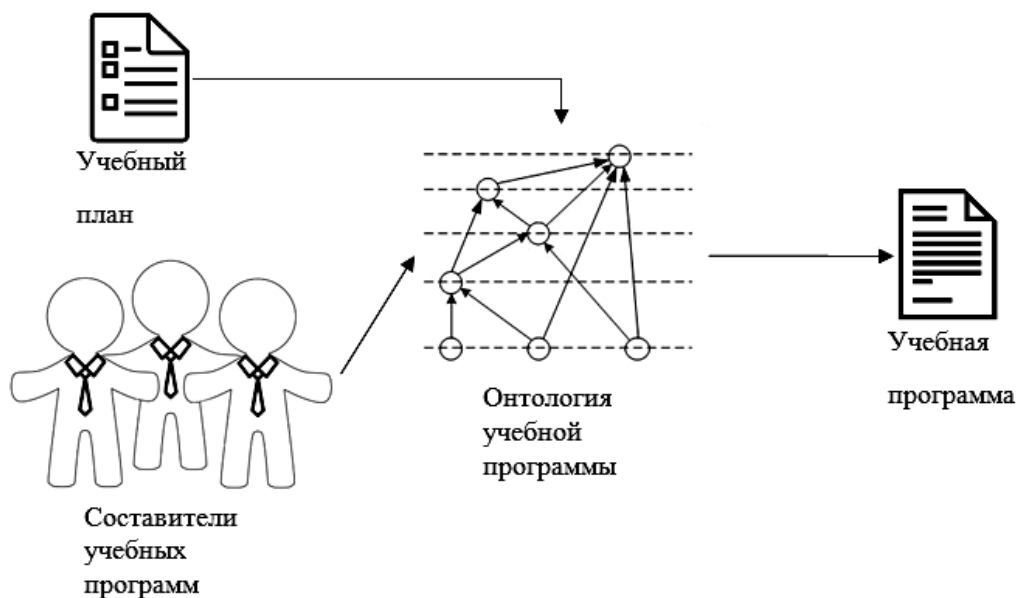 Учебный
план
Составители
учебных
программ
Онтология
учебной
программы
Учебная
программа